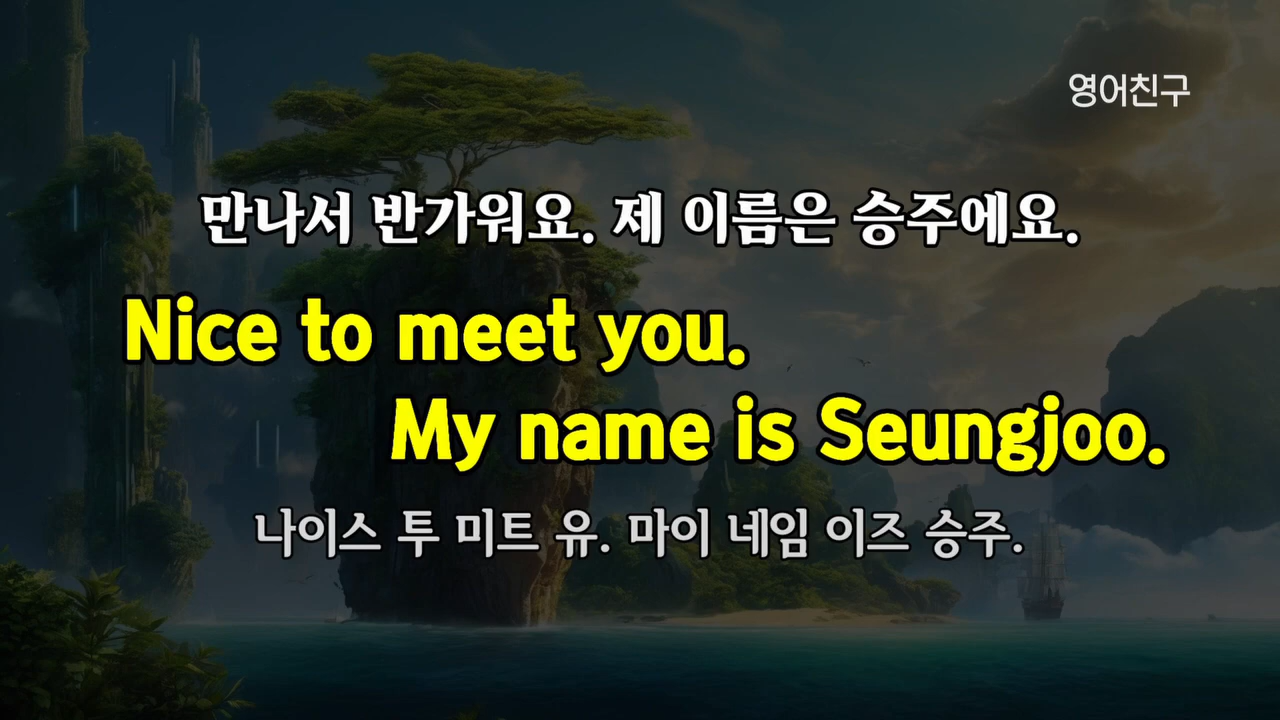 영어친구
만나서 반가워요. 제 이름은 승주에요.
Nice to meet you.
My name is Seungjoo.
나이스 투 미트 유. 마이 네임 이즈 승주.